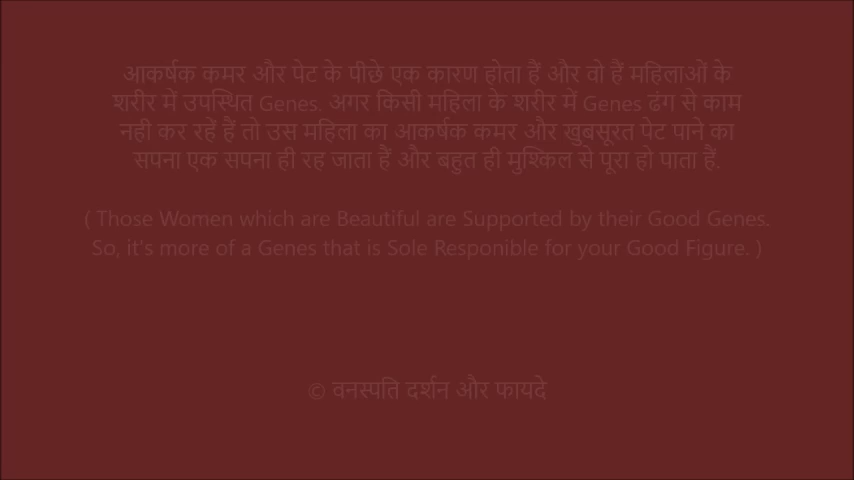 आकर्षक कमर और पेट के पीछे एक कारण होता हैं और वो हैं महिलाओं के
शरीर में उपस्थित Genes. अगर किसी महिला के शरीर में Genes ढंग से काम
नही कर रहें हैं तो उस महिला का आकर्षक कमर और खुबसूरत पेट पाने का
सपना एक सपना ही रह जाता हैं और बहुत ही मुश्किल से पूरा हो पाता हैं.
( Those Women which are Beautiful are Supported by their Good Genes.
So, it's more of a Genes that is Sole Responsible for your Good Figure. )
© वनस्पति दर्शन और फायदे